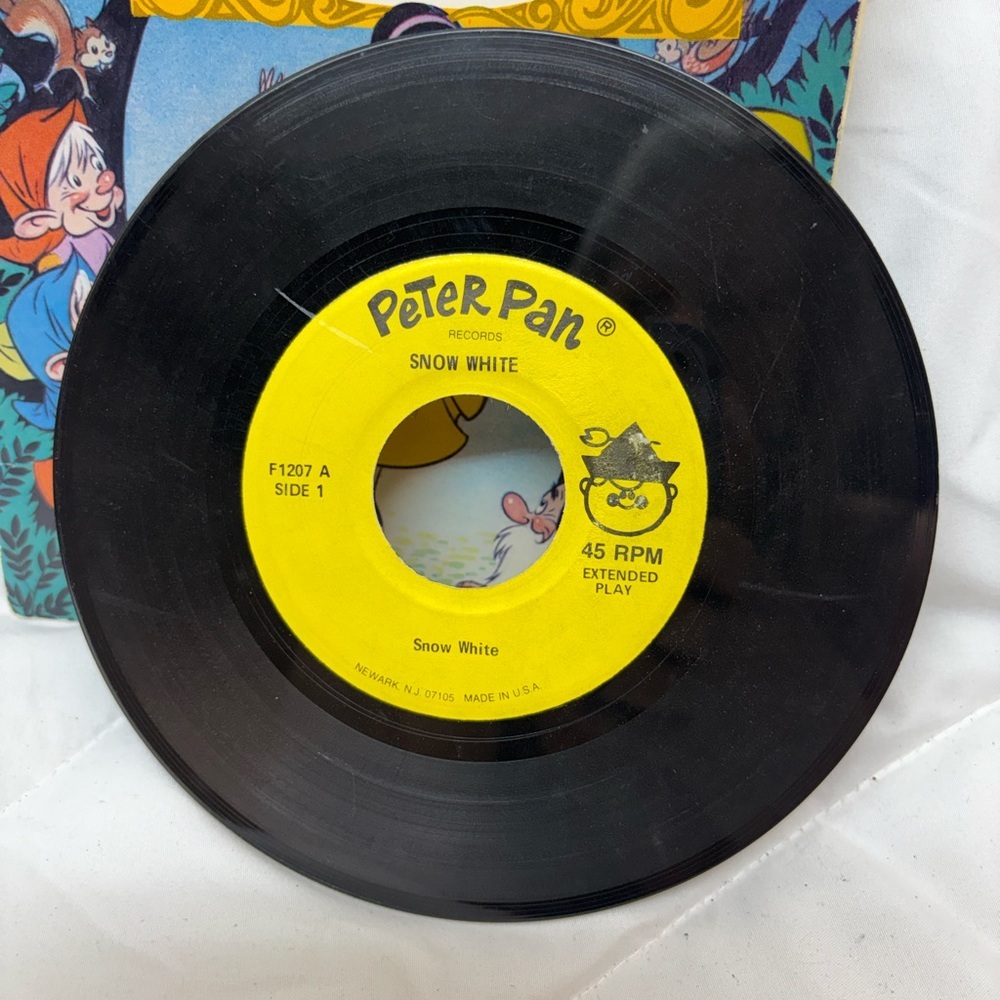 PETER PAN ®
RECORDS
SNOW WHITE
F1207 A
SIDE 1
45 RPM
EXTENDED
PLAY
Snow White
NEWARK, N.J. 07105 MADE IN U.S.A.